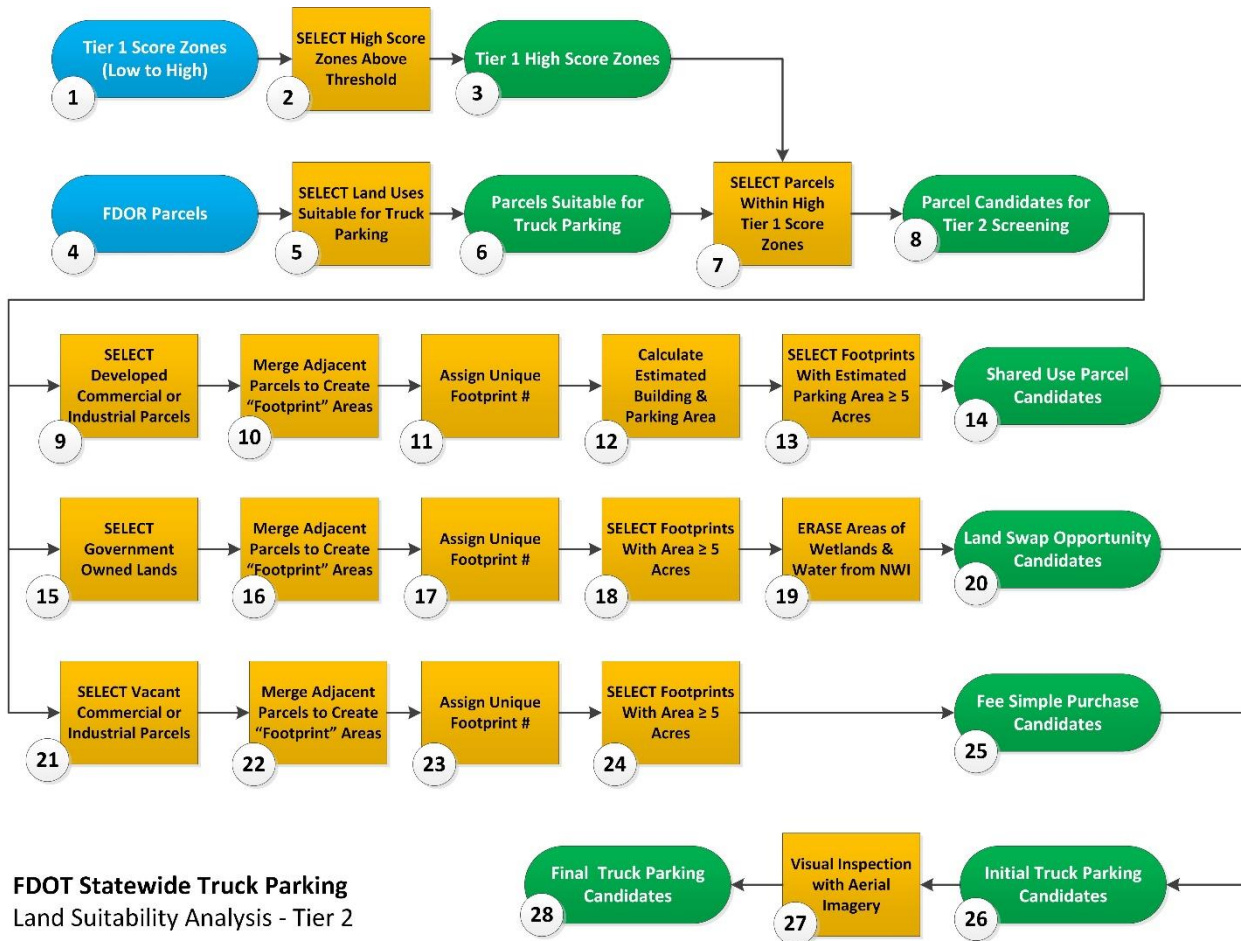 Tier 1 Score Zones
(Low to High)
1
SELECT High Score
Zones Above
Threshold
2
Tier 1 High Score Zones
3
FDOR Parcels
4
SELECT Land Uses
Suitable for Truck
Parking
5
Parcels Suitable for
Truck Parking
6
SELECT Parcels
Within High
Tier 1 Score
Zones
7
Parcel Candidates for
Tier 2 Screening
8
SELECT
Developed
Commercial or
Industrial Parcels
9
Merge Adjacent
Parcels to Create
“Footprint” Areas
10
Assign Unique
Footprint #
11
Calculate
Estimated
Building &
Parking Area
12
SELECT Footprints
With Estimated
Parking Area ≥ 5
Acres
13
Shared Use Parcel
Candidates
14
SELECT
Government
Owned Lands
15
Merge Adjacent
Parcels to Create
“Footprint” Areas
16
Assign Unique
Footprint #
17
SELECT Footprints
With Area ≥ 5
Acres
18
ERASE Areas of
Wetlands &
Water from NWI
19
Land Swap Opportunity
Candidates
20
SELECT Vacant
Commercial or
Industrial Parcels
21
Merge Adjacent
Parcels to Create
“Footprint” Areas
22
Assign Unique
Footprint #
23
SELECT Footprints
With Area ≥ 5
Acres
24
Fee Simple Purchase
Candidates
25
Initial Truck Parking
Candidates
26
Visual Inspection
with Aerial
Imagery
27
Final Truck Parking
Candidates
28
FDOT Statewide Truck Parking
Land Suitability Analysis - Tier 2